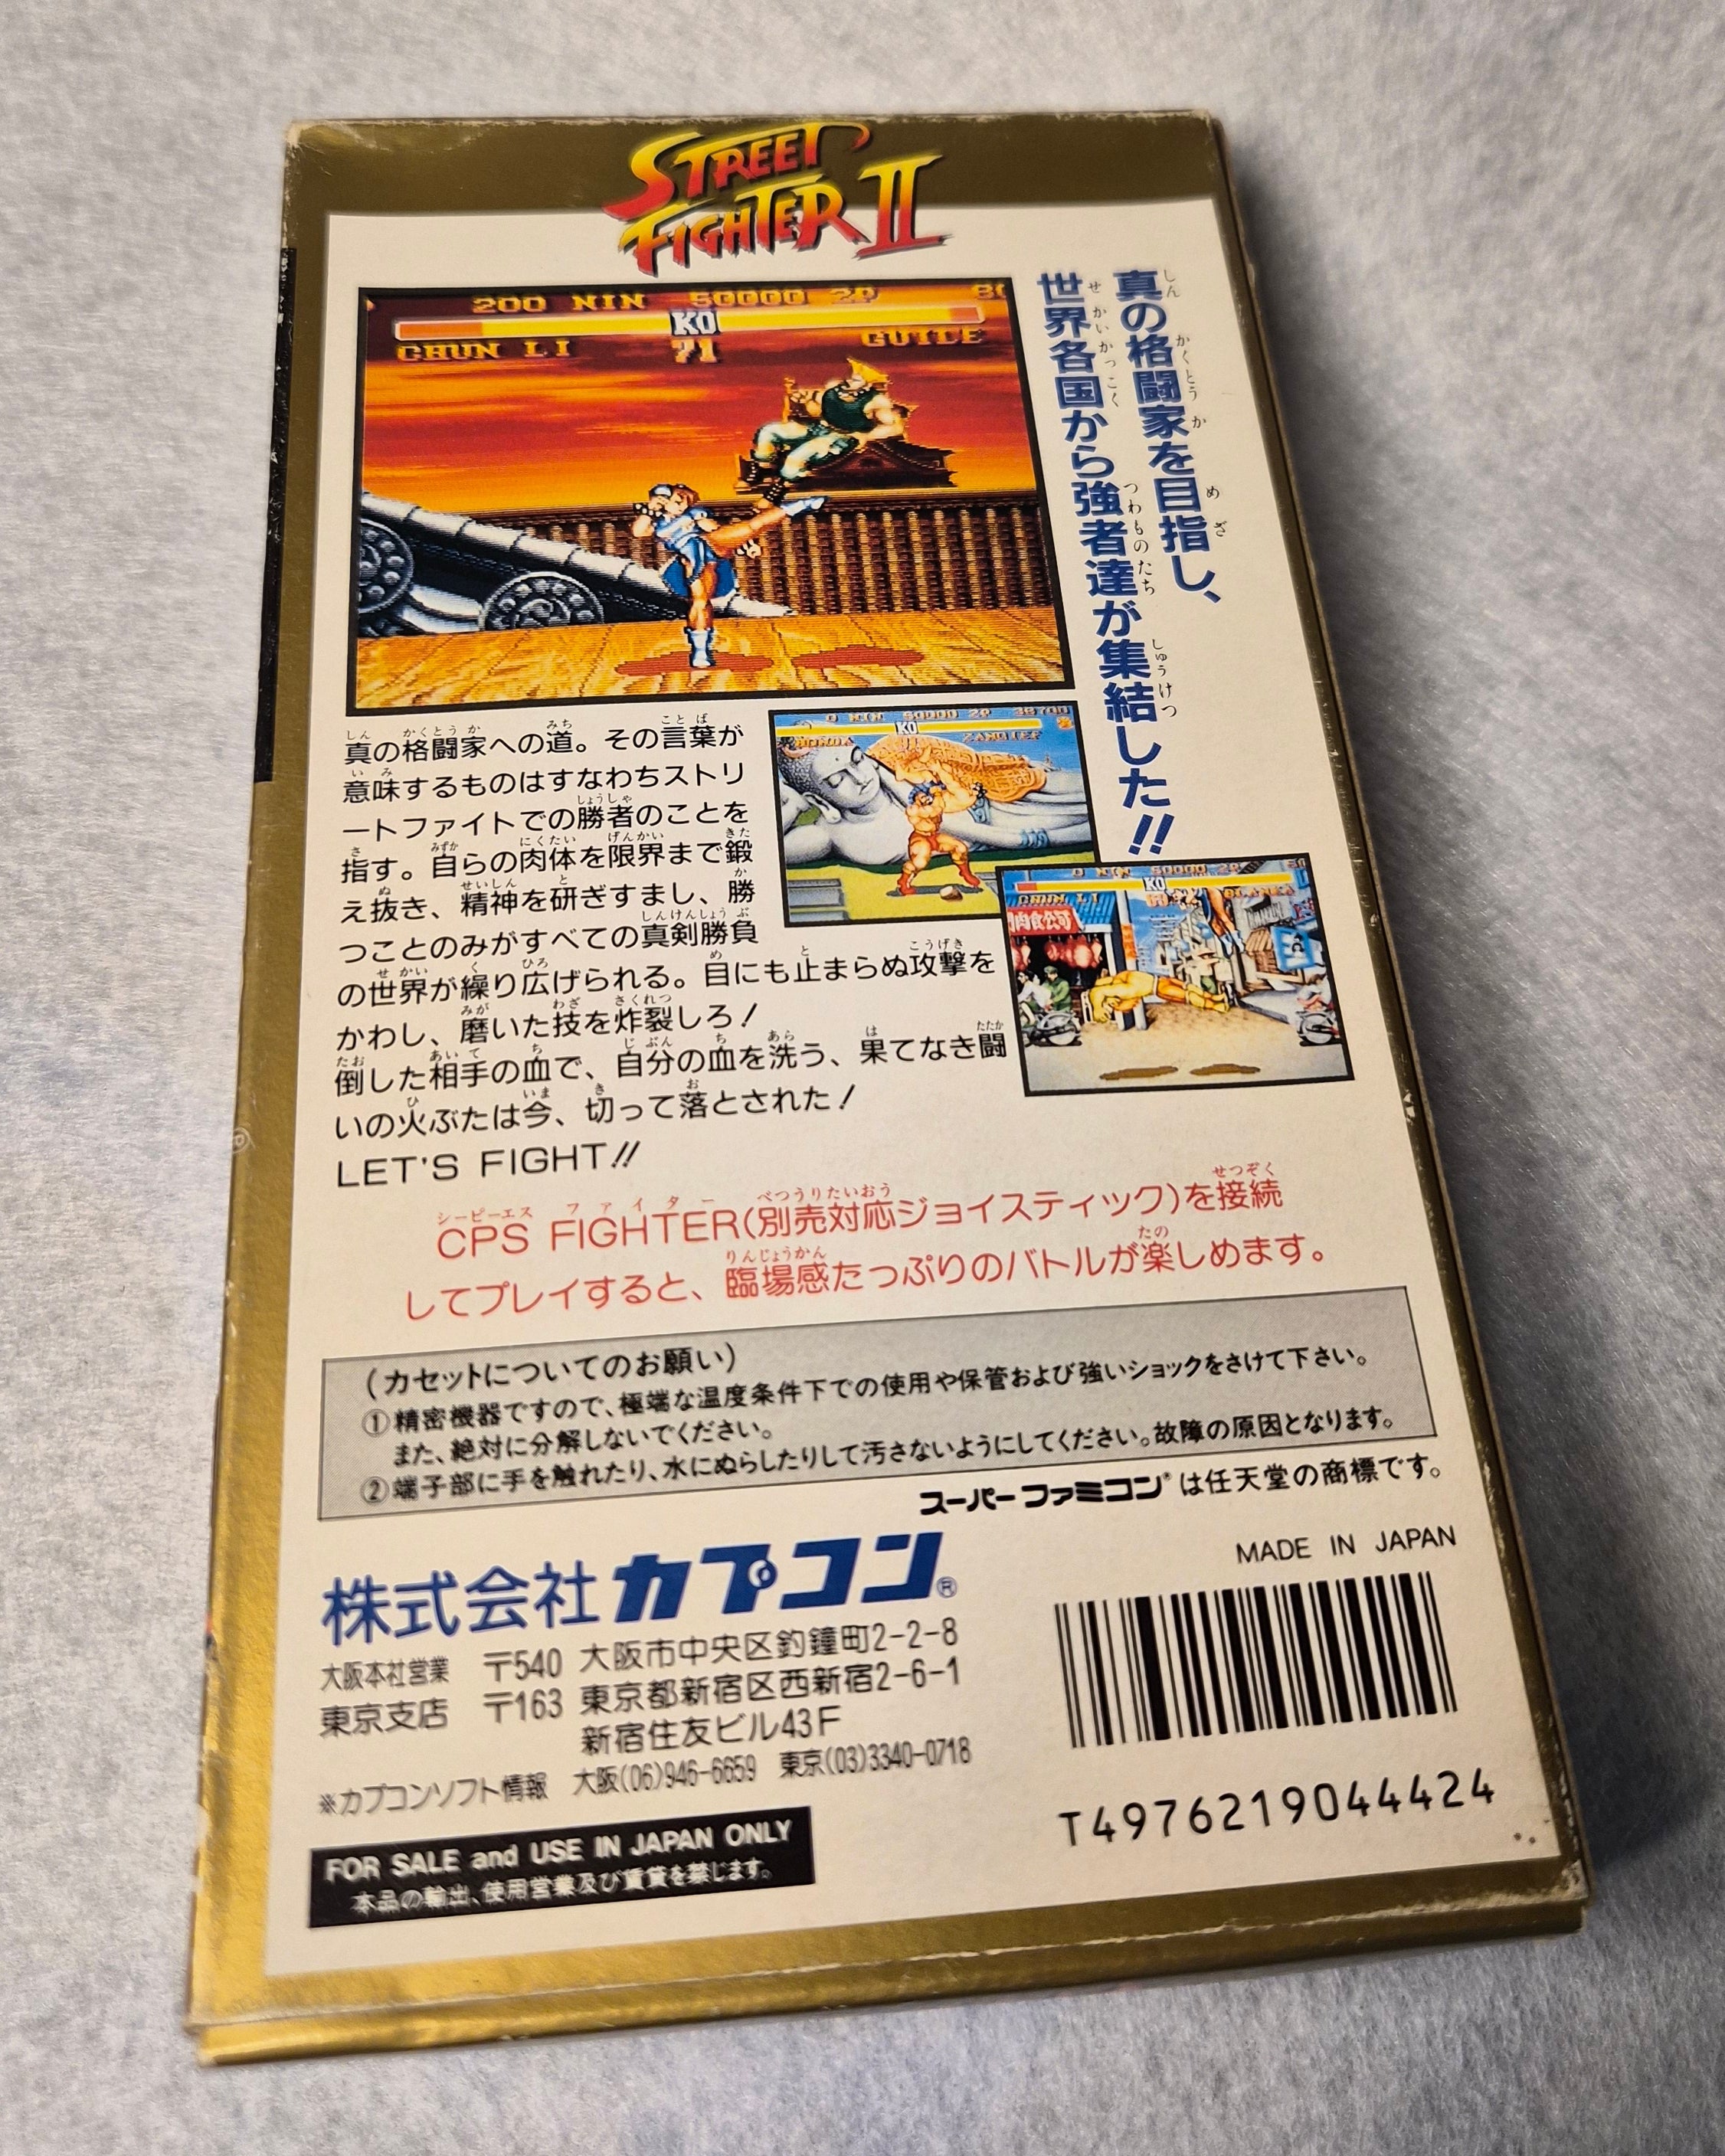 STREET
FIGHTER II
真の格闘家を目指し、
世界各国から強者達が集結した!!
200 NIN 50000 2P
KO
CHUN LI 71 GUILE
0 NIN 50000 2P 38700
KO
0 NIN 50000 2P
KO
CHUN LI
真の格闘家への道。その言葉が
意味するものはすなわちストリ
ートファイトでの勝者のことを
指す。自らの肉体を限界まで鍛
え抜き、精神を研ぎすまし、勝
つことのみがすべての真剣勝負
の世界が繰り広げられる。目にも止まらぬ攻撃を
かわし、磨いた技を炸裂しろ!
倒した相手の血で、自分の血を洗う、果てなき闘
いの火ぶたは今、切って落とされた!
LET'S FIGHT!!
CPS FIGHTER(別売対応ジョイスティック)を接続
してプレイすると、臨場感たっぷりのバトルが楽しめます。
(カセットについてのお願い)
①精密機器ですので、極端な温度条件下での使用や保管および強いショックをさけて下さい。
また、絶対に分解しないでください。
②端子部に手を触れたり、水にぬらしたりして汚さないようにしてください。故障の原因となります。
スーパーファミコン®は任天堂の商標です。
株式会社カプコン®
大阪本社営業 〒540 大阪市中央区釣鐘町2-2-8
東京支店 〒163 東京都新宿区西新宿2-6-1
新宿住友ビル43F
※カプコンソフト情報 大阪(06)946-6659 東京(03)3340-0718
FOR SALE and USE IN JAPAN ONLY
本品の輸出、使用営業及び賃貸を禁じます。
MADE IN JAPAN
T4976219044424